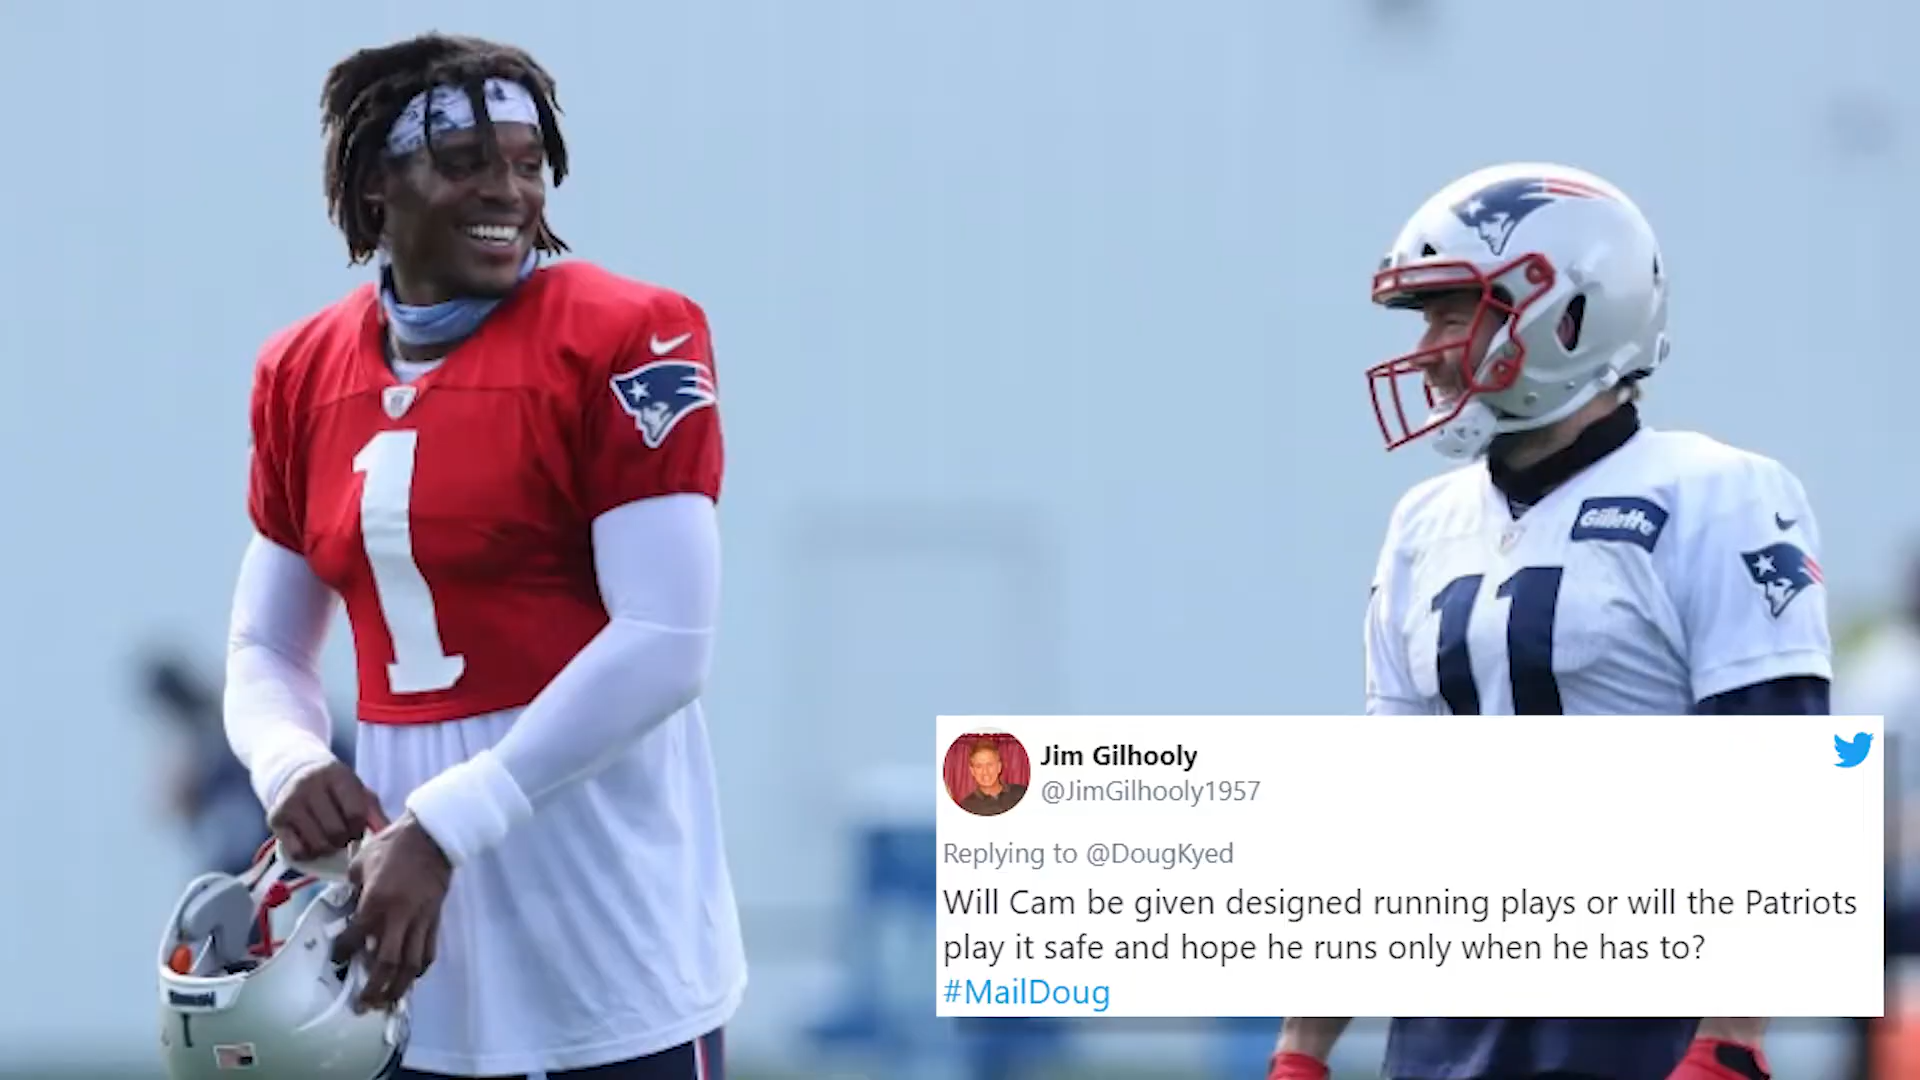 1
Gillette
11
1
Jim Gilhooly
@JimGilhooly1957
Replying to @DougKyed
Will Cam be given designed running plays or will the Patriots
play it safe and hope he runs only when he has to?
#MailDoug